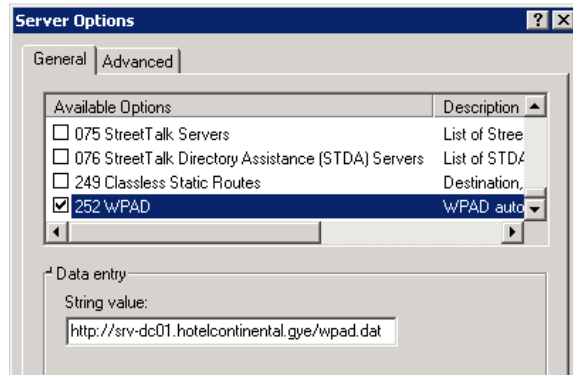 Server Options
General Advanced
Available Options Description
075 StreetTalk Servers List of Stree
076 StreetTalk Directory Assistance (STDA) Servers List of STDA
249 Classless Static Routes Destination,
252 WPAD WPAD auto
Data entry
String value:
http://srv-dc01.hotelcontinental.gye/wpad.dat